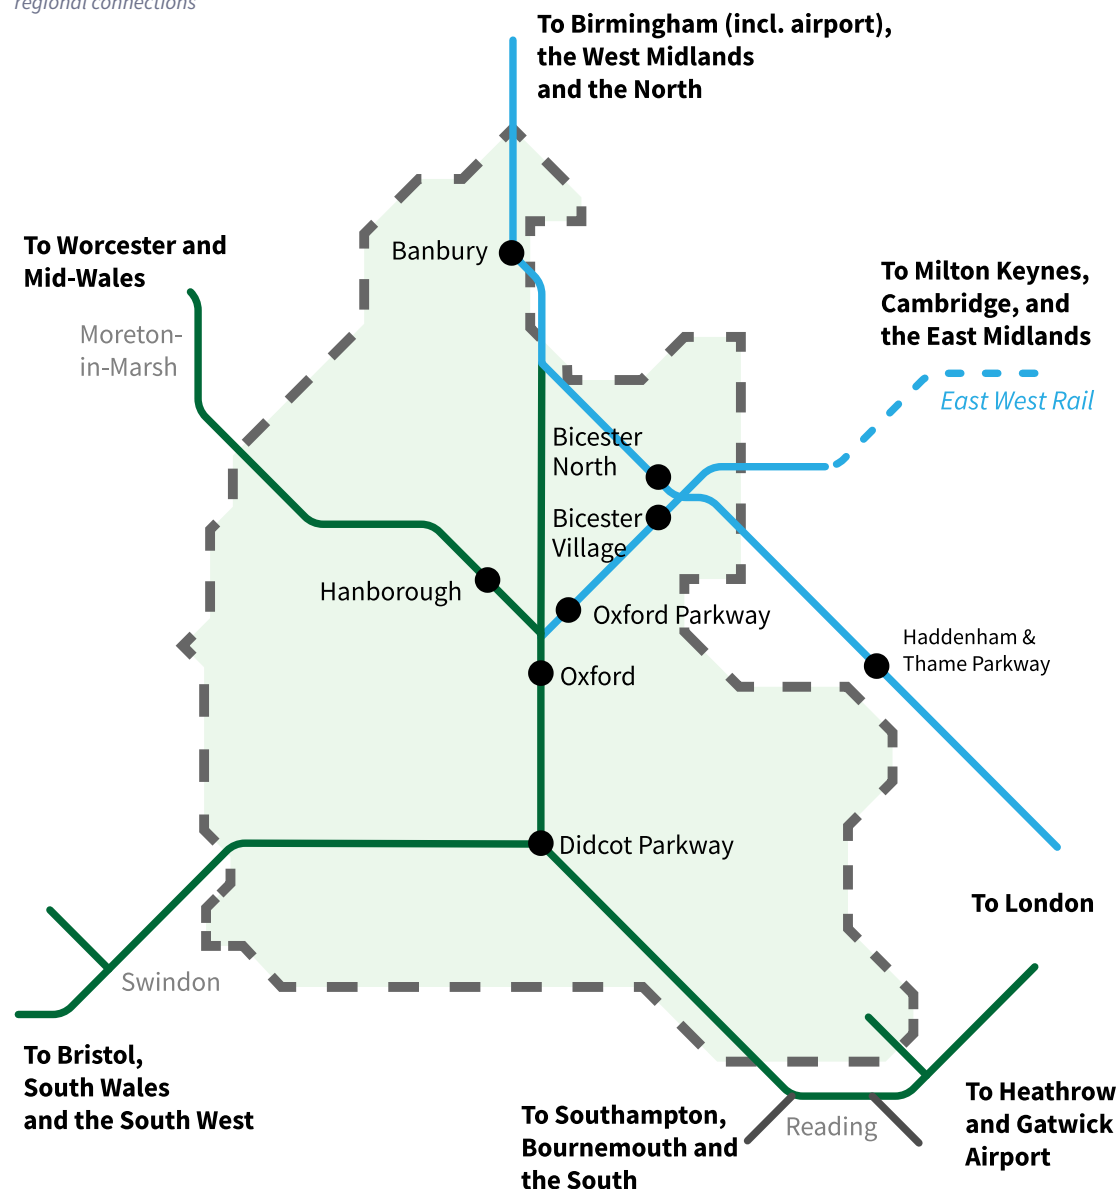 regional connections
To Birmingham (incl. airport),
the West Midlands
and the North
To Worcester and
Mid-Wales
Banbury
To Milton Keynes,
Cambridge, and
the East Midlands
Moreton-
in-Marsh
East West Rail
Bicester
North
Bicester
Village
Hanborough
Oxford Parkway
Haddenham &
Thame Parkway
Oxford
Didcot Parkway
To London
Swindon
To Bristol,
South Wales
and the South West
To Southampton,
Bournemouth and
the South
Reading
To Heathrow
and Gatwick
Airport